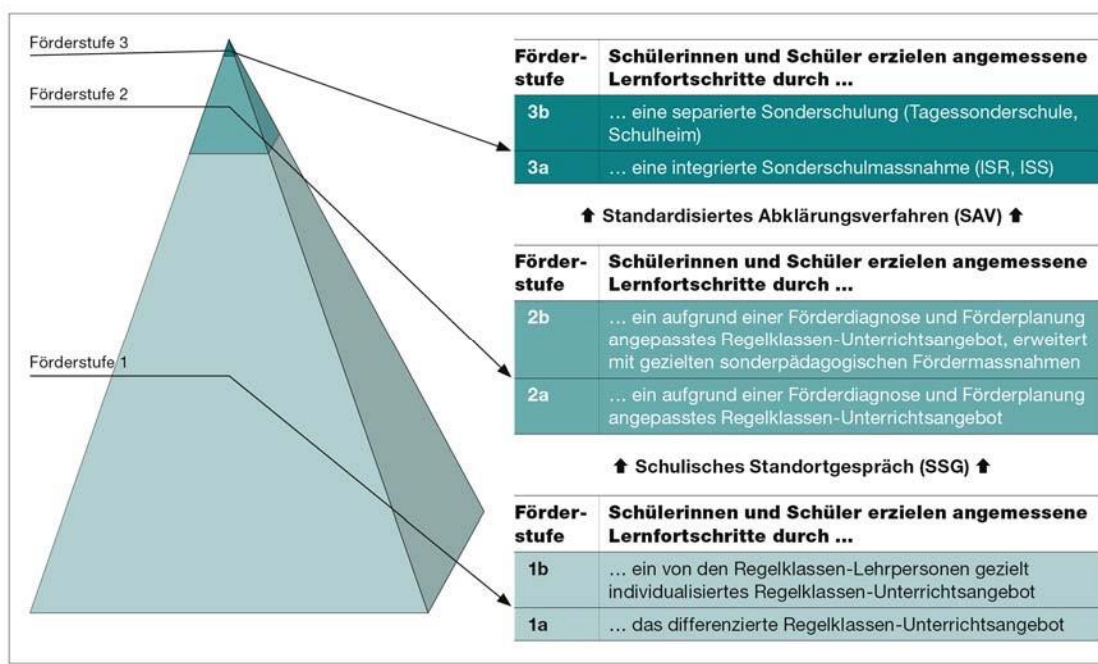 Förderstufe 3
Förderstufe 2
Förderstufe 1
Förder-
stufe
Schülerinnen und Schüler erzielen angemessene
Lernfortschritte durch ...
3b
... eine separierte Sonderschulung (Tagessonderschule,
Schulheim)
3a
... eine integrierte Sonderschulmassnahme (ISR, ISS)
⬆ Standardisiertes Abklärungsverfahren (SAV) ⬆
Förder-
stufe
Schülerinnen und Schüler erzielen angemessene
Lernfortschritte durch ...
2b
... ein aufgrund einer Förderdiagnose und Förderplanung
angepasstes Regelklassen-Unterrichtsangebot, erweitert
mit gezielten sonderpädagogischen Fördermassnahmen
2a
... ein aufgrund einer Förderdiagnose und Förderplanung
angepasstes Regelklassen-Unterrichtsangebot
⬆ Schulisches Standortgespräch (SSG) ⬆
Förder-
stufe
Schülerinnen und Schüler erzielen angemessene
Lernfortschritte durch ...
1b
... ein von den Regelklassen-Lehrpersonen gezielt
individualisiertes Regelklassen-Unterrichtsangebot
1a
... das differenzierte Regelklassen-Unterrichtsangebot